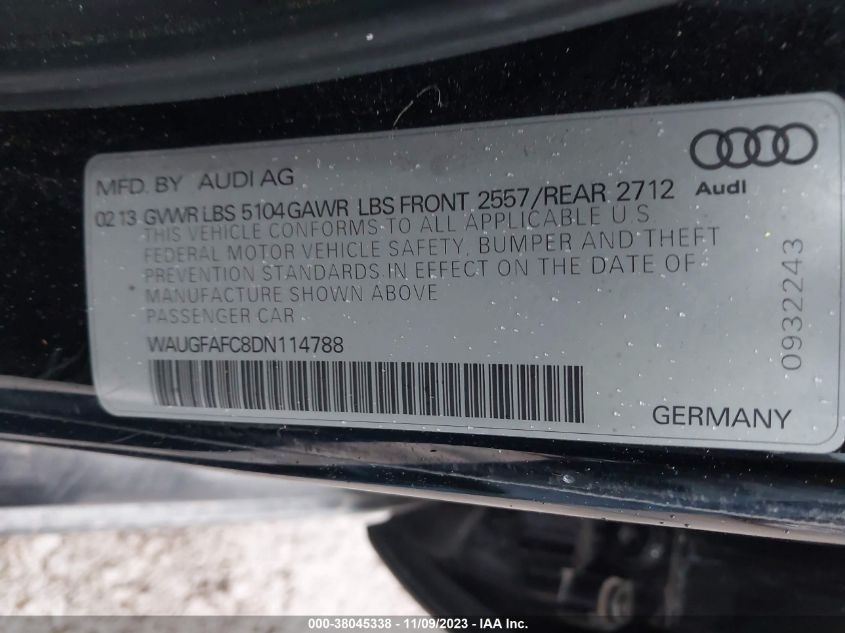 MFD. BY AUDI AG
Audi
02 13 GVWR LBS 5104 GAWR LBS FRONT 2557/REAR 2712
THIS VEHICLE CONFORMS TO ALL APPLICABLE U.S.
FEDERAL MOTOR VEHICLE SAFETY, BUMPER AND THEFT
PREVENTION STANDARDS IN EFFECT ON THE DATE OF
MANUFACTURE SHOWN ABOVE
PASSENGER CAR
WAUGFAFC8DN114788
0932243
GERMANY
000-38045338 - 11/09/2023 - IAA Inc.